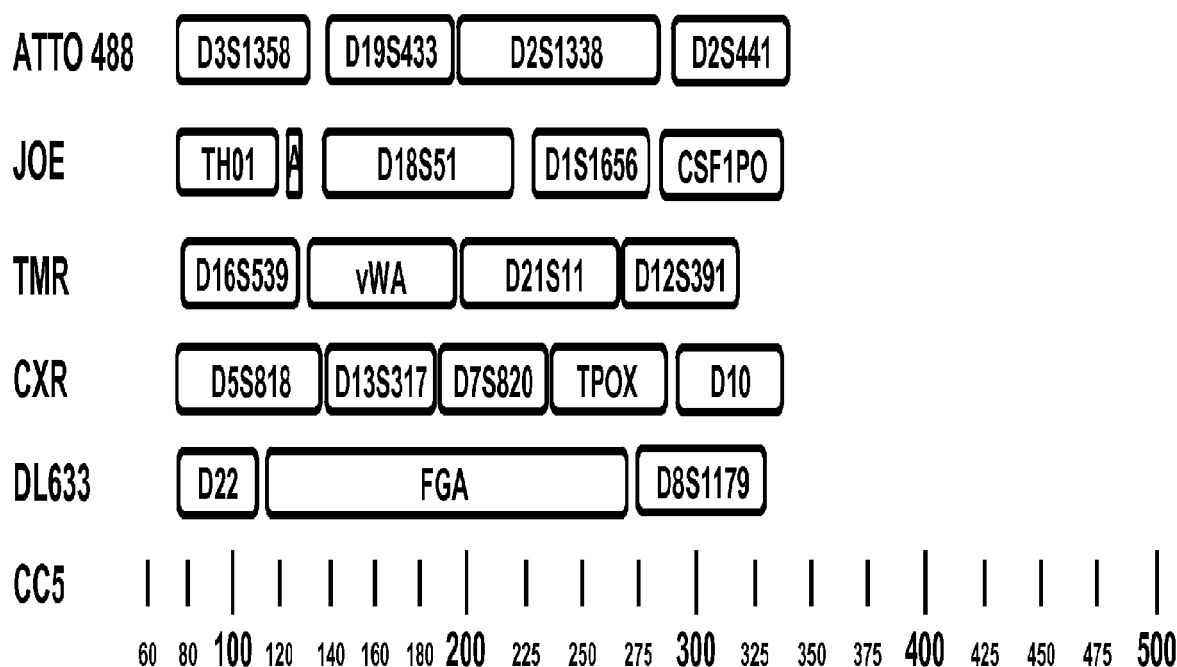 ATTO 488 D3S1358 D19S433 D2S1338 D2S441
JOE TH01 A D18S51 D1S1656 CSF1PO
TMR D16S539 vWA D21S11 D12S391
CXR D5S818 D13S317 D7S820 TPOX D10
DL633 D22 FGA D8S1179
CC5
60 80 100 120 140 160 180 200 225 250 275 300 325 350 375 400 425 450 475 500